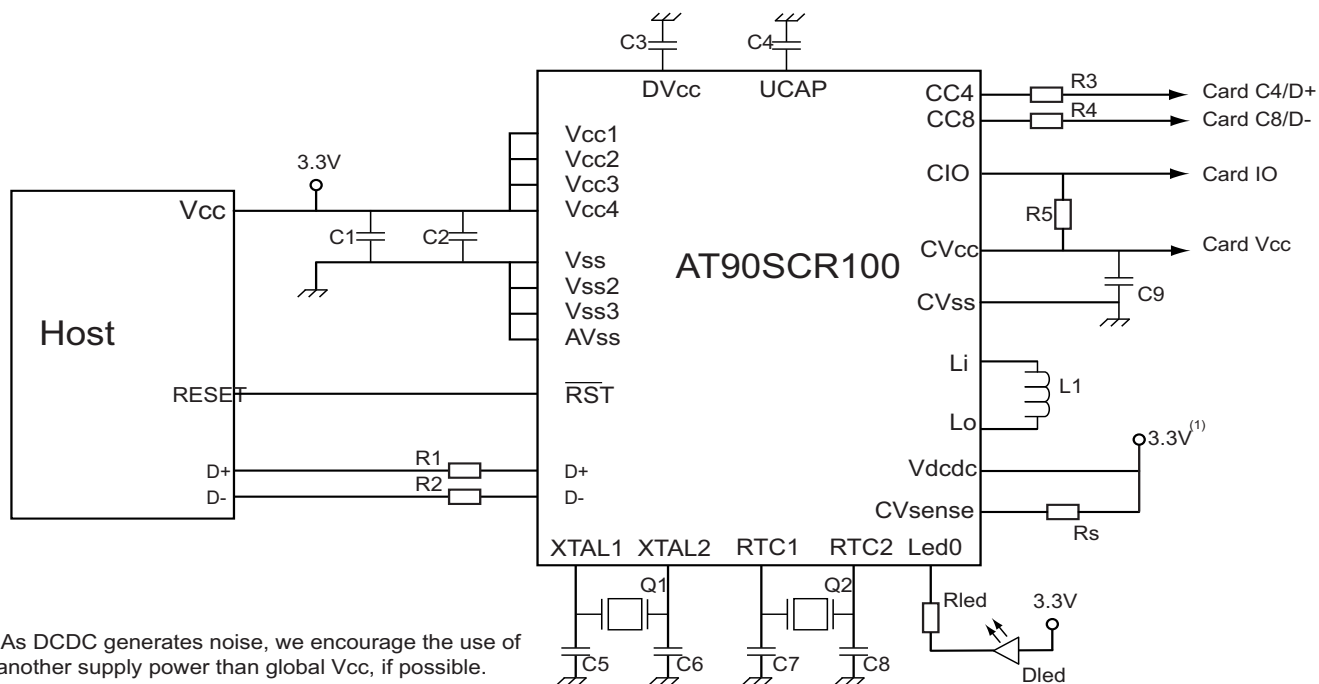 C3
C4
DVcc
UCAP
CC4
R3
Card C4/D+
CC8
R4
Card C8/D-
Vcc1
Vcc2
Vcc3
Vcc4
3.3V
Vcc
C1
C2
CIO
Card IO
R5
CVcc
Card Vcc
C9
CVss
AT90SCR100
Vss
Vss2
Vss3
AVss
Host
Li
L1
Lo
RESET
RST
3.3V(1)
Vdcdc
D+
R1
D+
D-
R2
D-
CVsense
Rs
XTAL1
XTAL2
RTC1
RTC2
Led0
Q1
Q2
Rled
3.3V
C5
C6
C7
C8
Dled
As DCDC generates noise, we encourage the use of
another supply power than global Vcc, if possible.